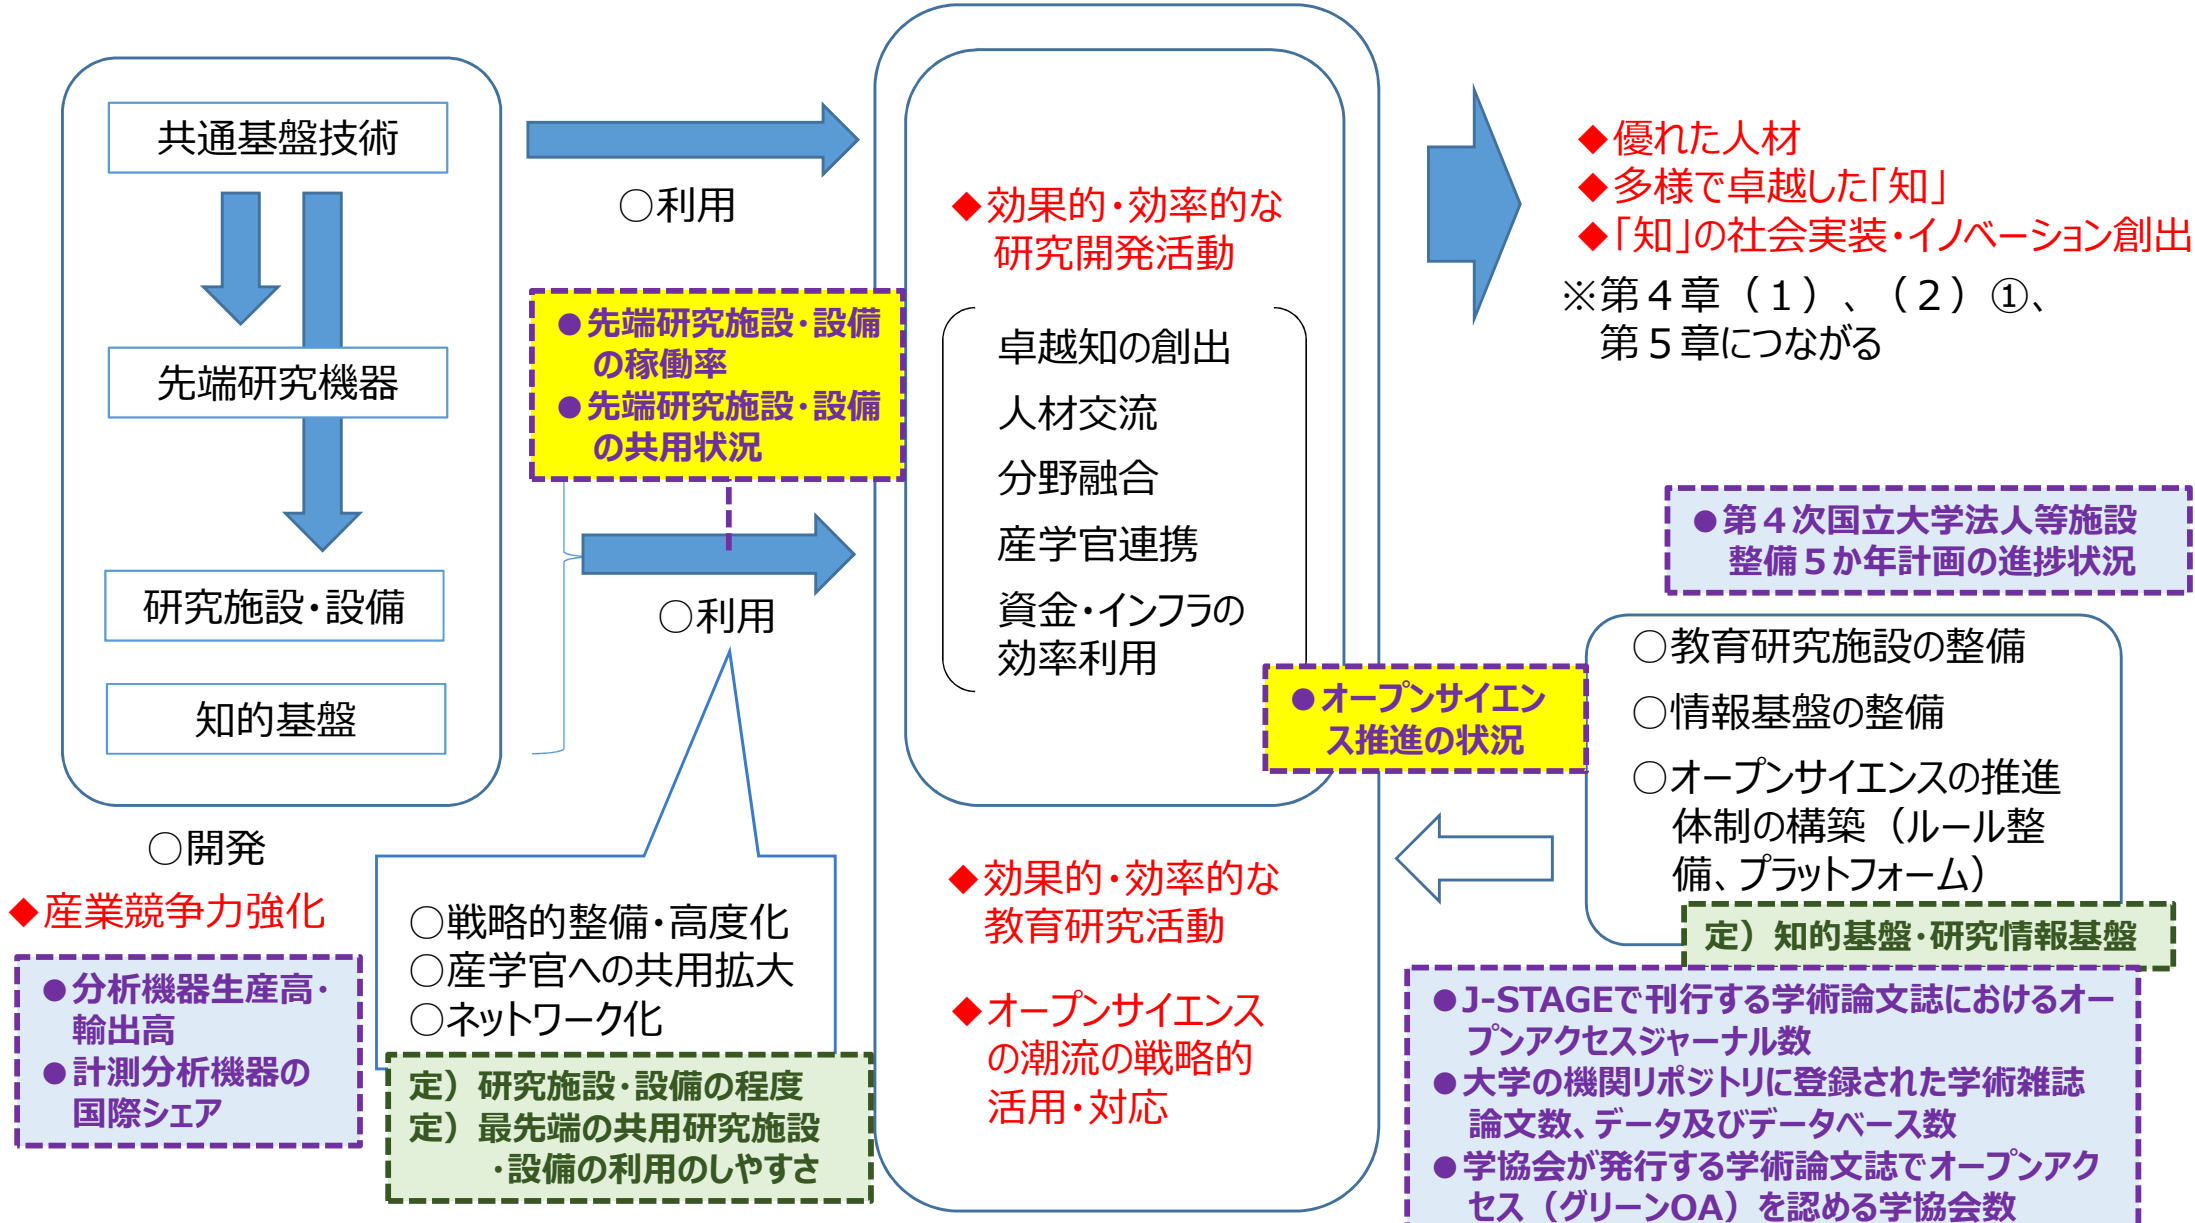 共通基盤技術
先端研究機器
研究施設・設備
知的基盤
○開発
◆産業競争力強化
●分析機器生産高・
輸出高
●計測分析機器の
国際シェア
○利用
●先端研究施設・設備
の稼働率
●先端研究施設・設備
の共用状況
○利用
○戦略的整備・高度化
○産学官への共用拡大
○ネットワーク化
定）研究施設・設備の程度
定）最先端の共用研究施設
・設備の利用のしやすさ
◆効果的・効率的な
研究開発活動
卓越知の創出
人材交流
分野融合
産学官連携
資金・インフラの
効率利用
◆効果的・効率的な
教育研究活動
◆オープンサイエンス
の潮流の戦略的
活用・対応
◆優れた人材
◆多様で卓越した「知」
◆「知」の社会実装・イノベーション創出
※第４章（１）、（２）①、
第５章につながる
●第４次国立大学法人等施設
整備５か年計画の進捗状況
●オープンサイエン
ス推進の状況
○教育研究施設の整備
○情報基盤の整備
○オープンサイエンスの推進
体制の構築（ルール整
備、プラットフォーム）
定）知的基盤・研究情報基盤
●J-STAGEで刊行する学術論文誌におけるオー
プンアクセスジャーナル数
●大学の機関リポジトリに登録された学術雑誌
論文数、データ及びデータベース数
●学協会が発行する学術論文誌でオープンアク
セス（グリーンOA）を認める学協会数